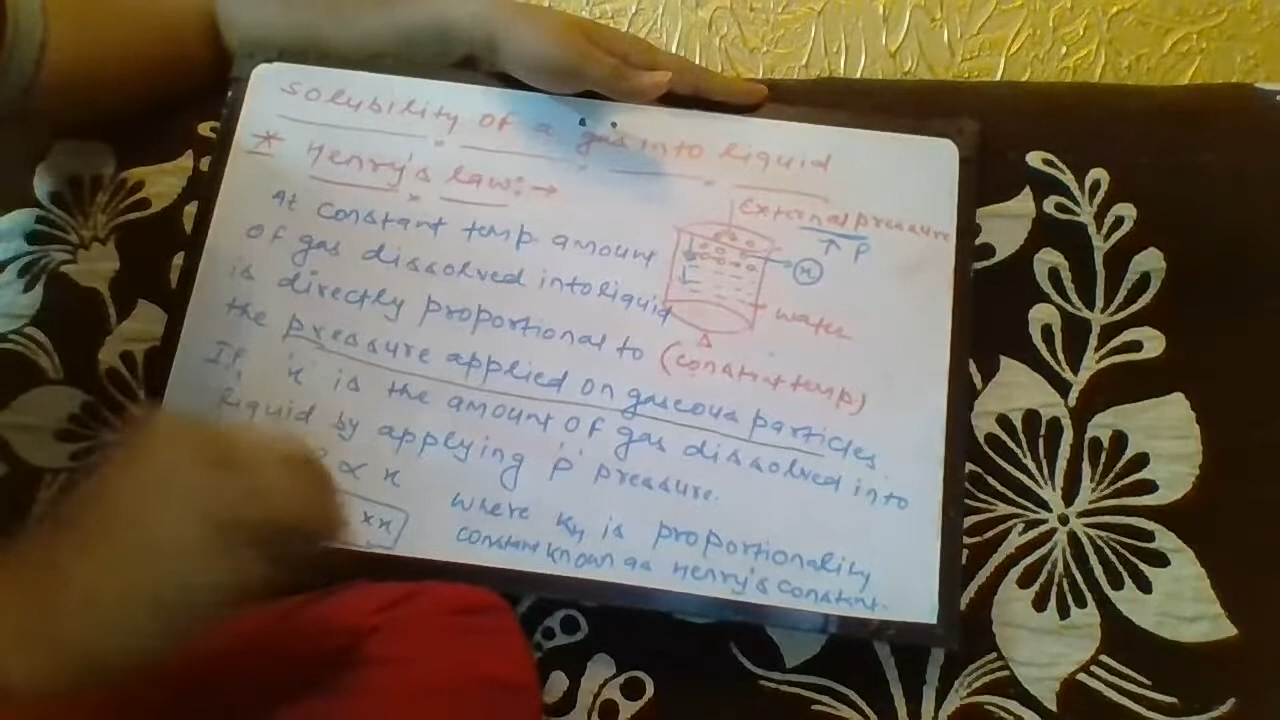 Solubility of a gas into liquid
* Henry's law:→
At constant temp. amount
of gas dissolved into liquid
is directly proportional to
the pressure applied on gaseous particles
If 'x' is the amount of gas dissolved into
liquid by applying 'p' pressure.
∝ x
x x
where KH is proportionality
constant known as Henry's constant.
External pressure
↑ P
x
water
Δ
(constant temp)